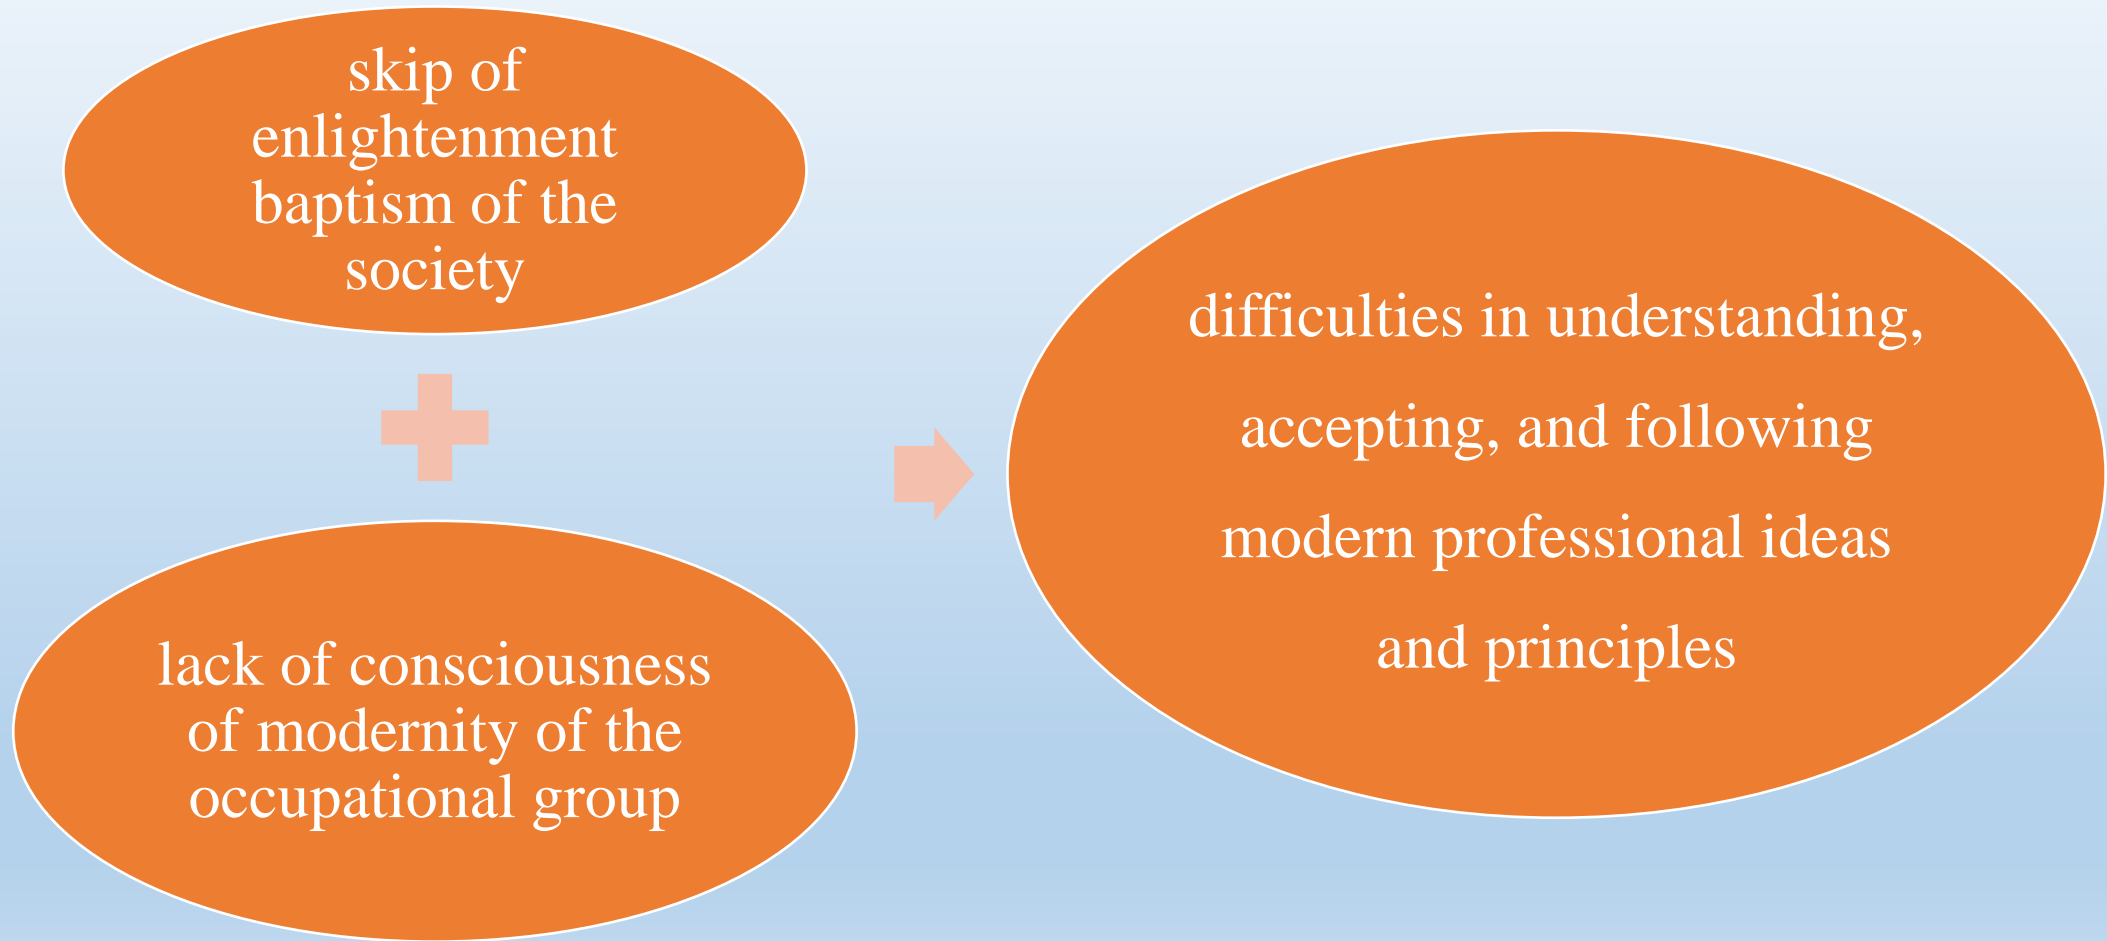 skip of
enlightenment
baptism of the
society
lack of consciousness
of modernity of the
occupational group
difficulties in understanding,
accepting, and following
modern professional ideas
and principles